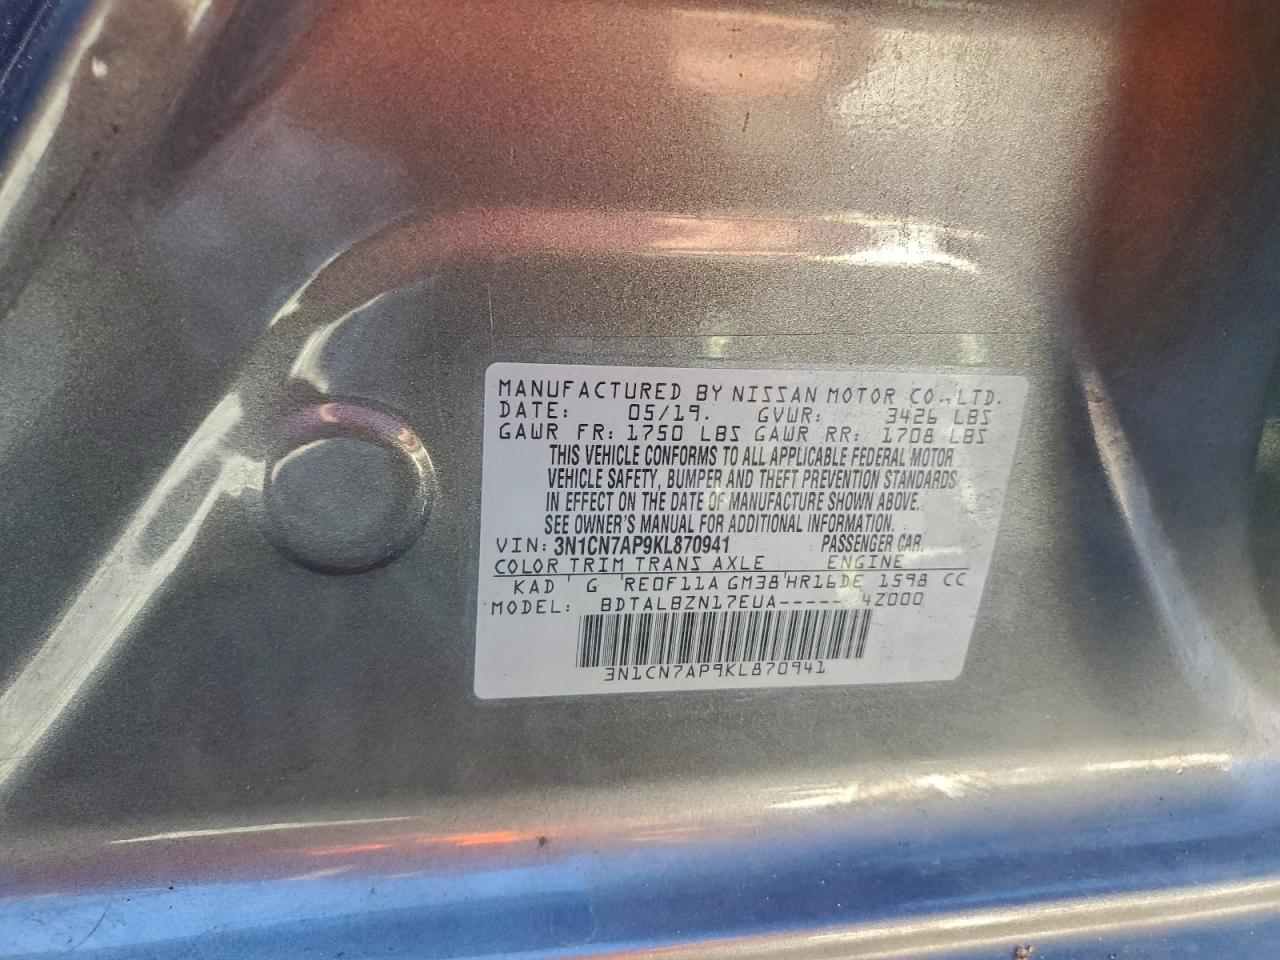 MANUFACTURED BY NISSAN MOTOR CO.,LTD.
DATE: 05/19. GVWR: 3426 LBS
GAWR FR: 1750 LBS GAWR RR: 1708 LBS
THIS VEHICLE CONFORMS TO ALL APPLICABLE FEDERAL MOTOR
VEHICLE SAFETY, BUMPER AND THEFT PREVENTION STANDARDS
IN EFFECT ON THE DATE OF MANUFACTURE SHOWN ABOVE.
SEE OWNER'S MANUAL FOR ADDITIONAL INFORMATION.
VIN: 3N1CN7AP9KL870941 PASSENGER CAR.
COLOR TRIM TRANS AXLE ENGINE
KAD ' G 'RE0F11A GM38'HR16DE 1598 CC
MODEL: BDTALBZN17EUA----- 4Z000
3N1CN7AP9KL870941